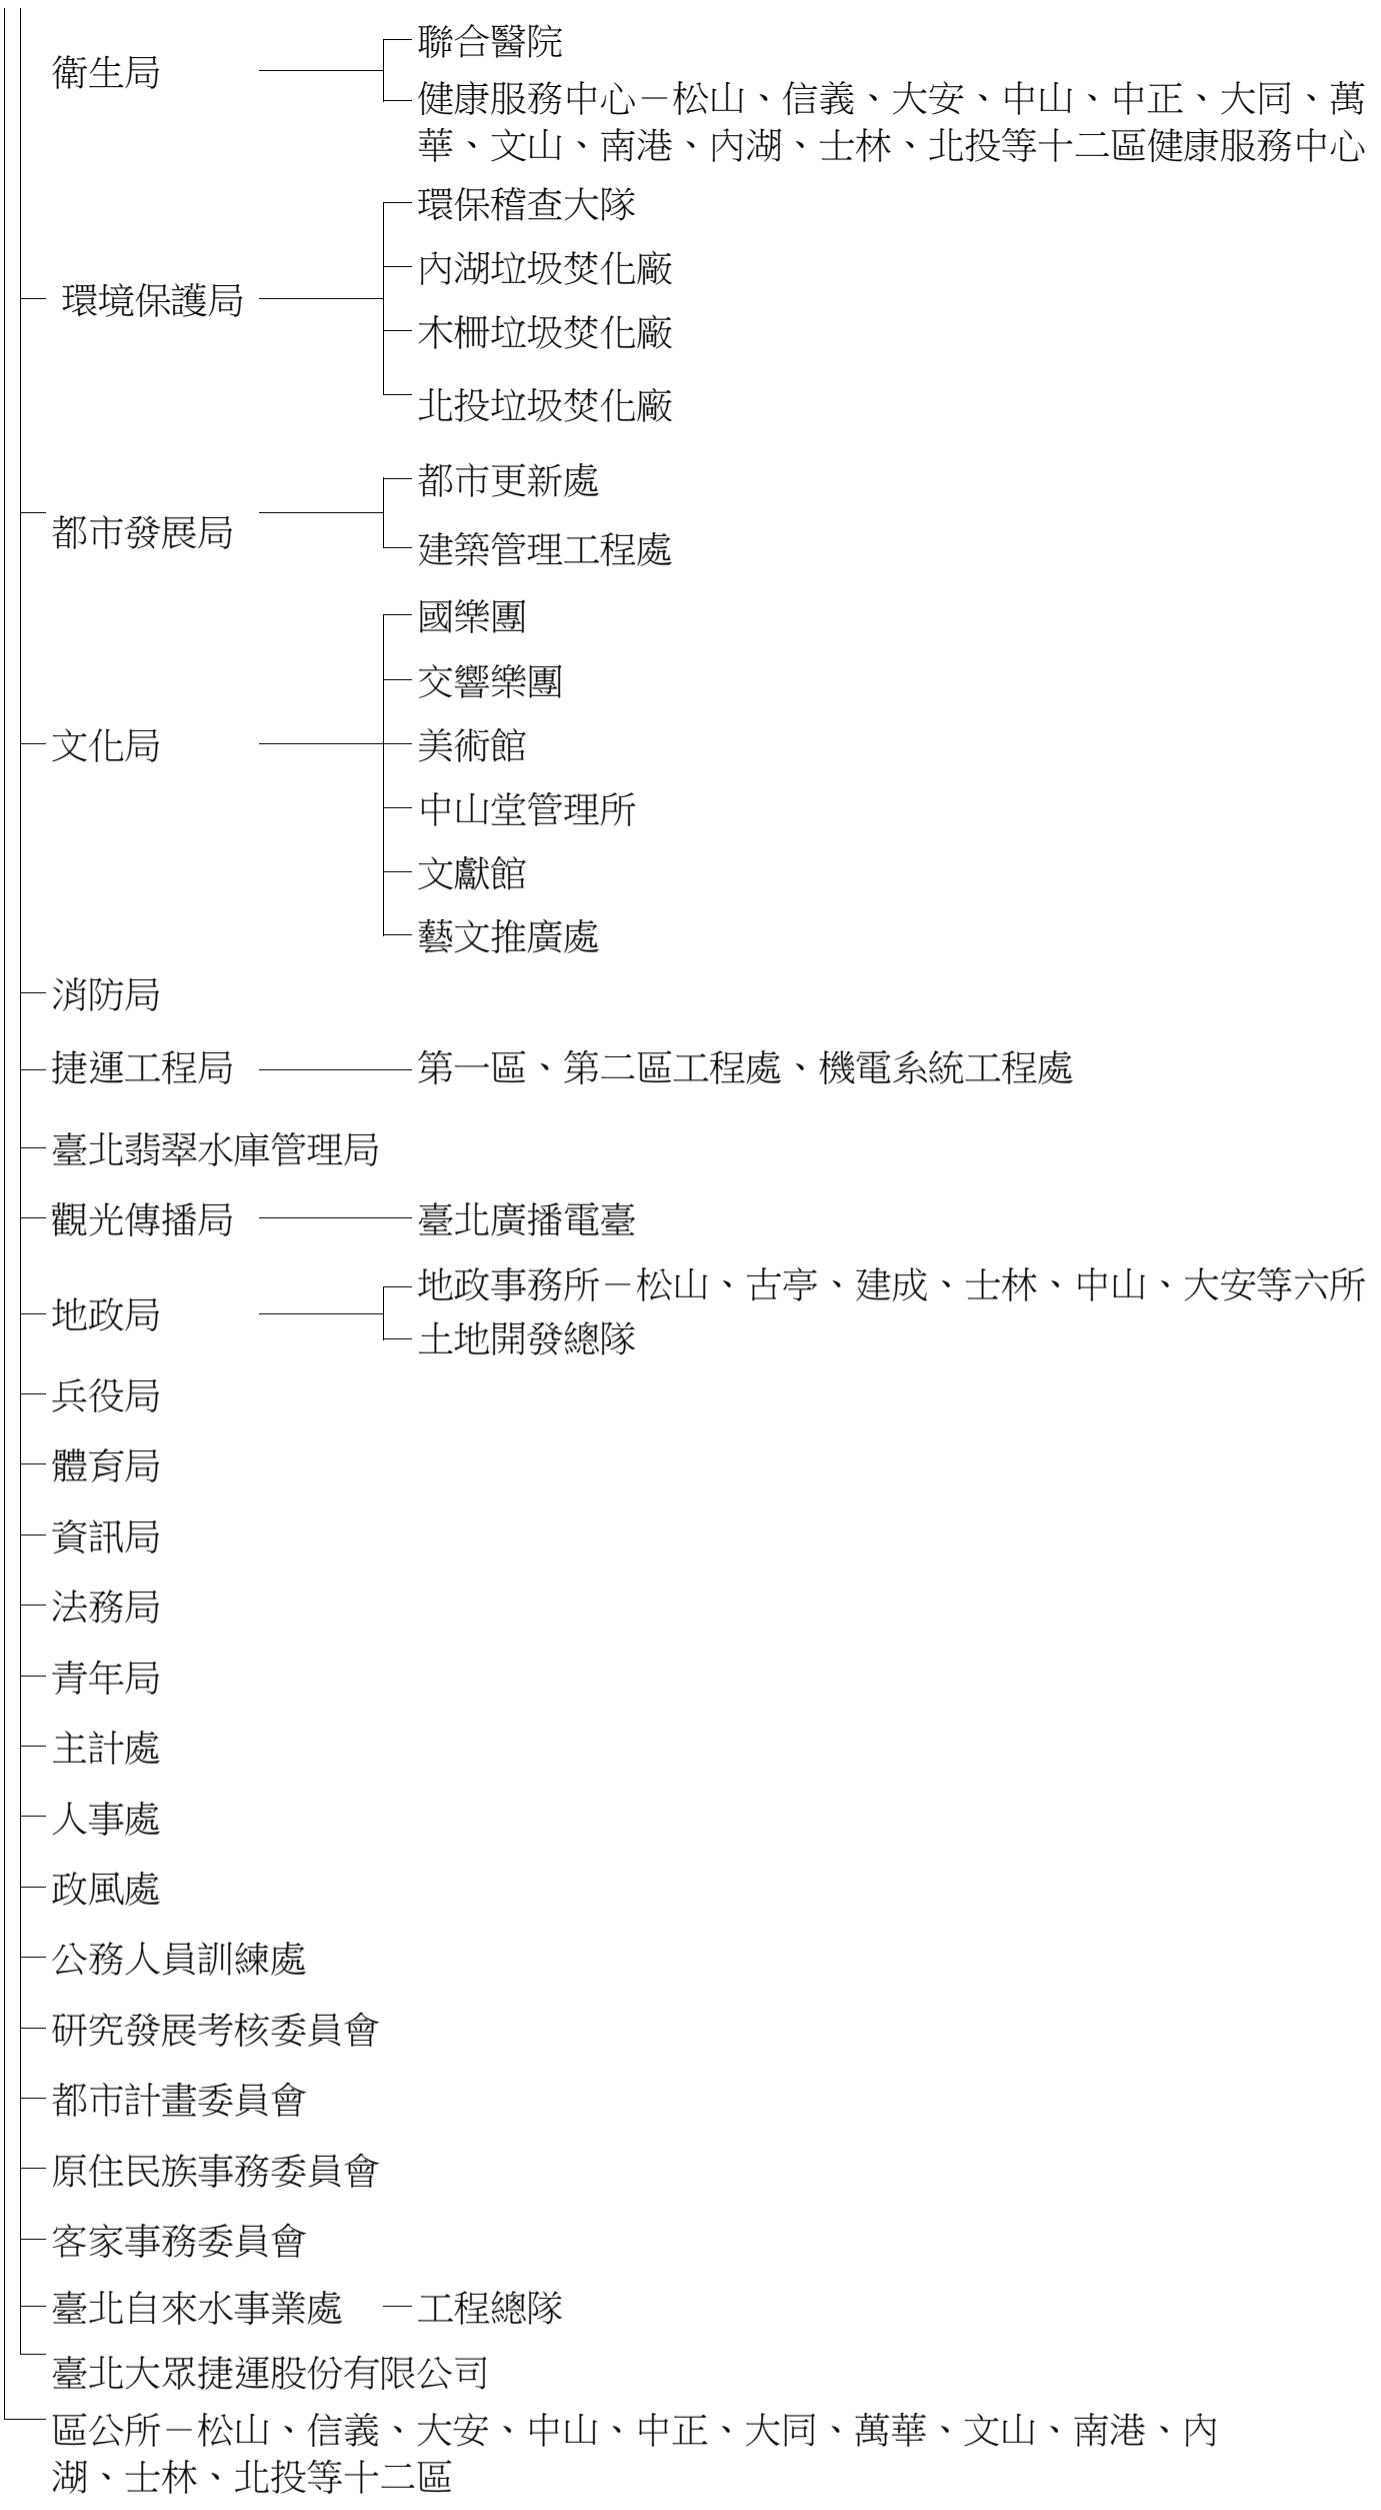 衛生局
聯合醫院
健康服務中心－松山、信義、大安、中山、中正、大同、萬
華、文山、南港、內湖、士林、北投等十二區健康服務中心
環境保護局
環保稽查大隊
內湖垃圾焚化廠
木柵垃圾焚化廠
北投垃圾焚化廠
都市發展局
都市更新處
建築管理工程處
文化局
國樂團
交響樂團
美術館
中山堂管理所
文獻館
藝文推廣處
消防局
捷運工程局 第一區、第二區工程處、機電系統工程處
臺北翡翠水庫管理局
觀光傳播局 臺北廣播電臺
地政局
地政事務所－松山、古亭、建成、士林、中山、大安等六所
土地開發總隊
兵役局
體育局
資訊局
法務局
青年局
主計處
人事處
政風處
公務人員訓練處
研究發展考核委員會
都市計畫委員會
原住民族事務委員會
客家事務委員會
臺北自來水事業處 工程總隊
臺北大眾捷運股份有限公司
區公所－松山、信義、大安、中山、中正、大同、萬華、文山、南港、內
湖、士林、北投等十二區